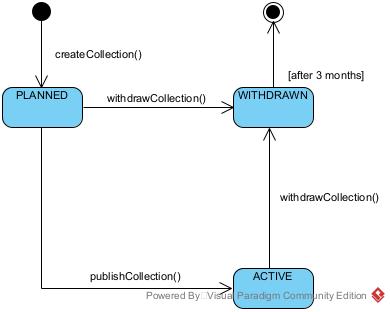 createCollection()
[after 3 months]
PLANNED
withdrawCollection()
WITHDRAWN
withdrawCollection()
publishCollection()
ACTIVE
Powered By Visual Paradigm Community Edition